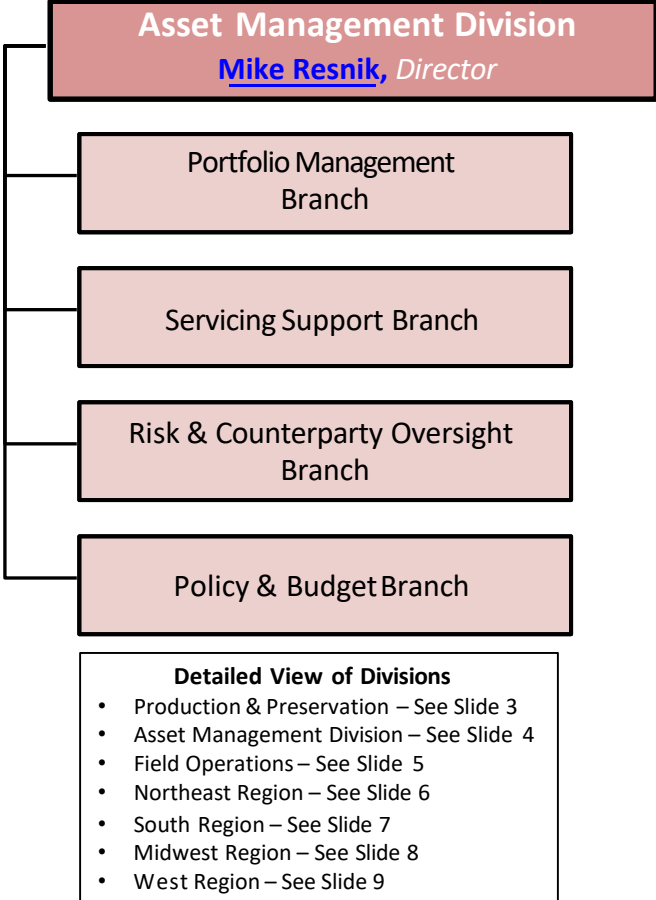 Asset Management Division
Mike Resnik, Director
Portfolio Management
Branch
Servicing Support Branch
Risk & Counterparty Oversight
Branch
Policy & Budget Branch
Detailed View of Divisions
• Production & Preservation – See Slide 3
• Asset Management Division – See Slide 4
• Field Operations – See Slide 5
• Northeast Region – See Slide 6
• South Region – See Slide 7
• Midwest Region – See Slide 8
• West Region – See Slide 9